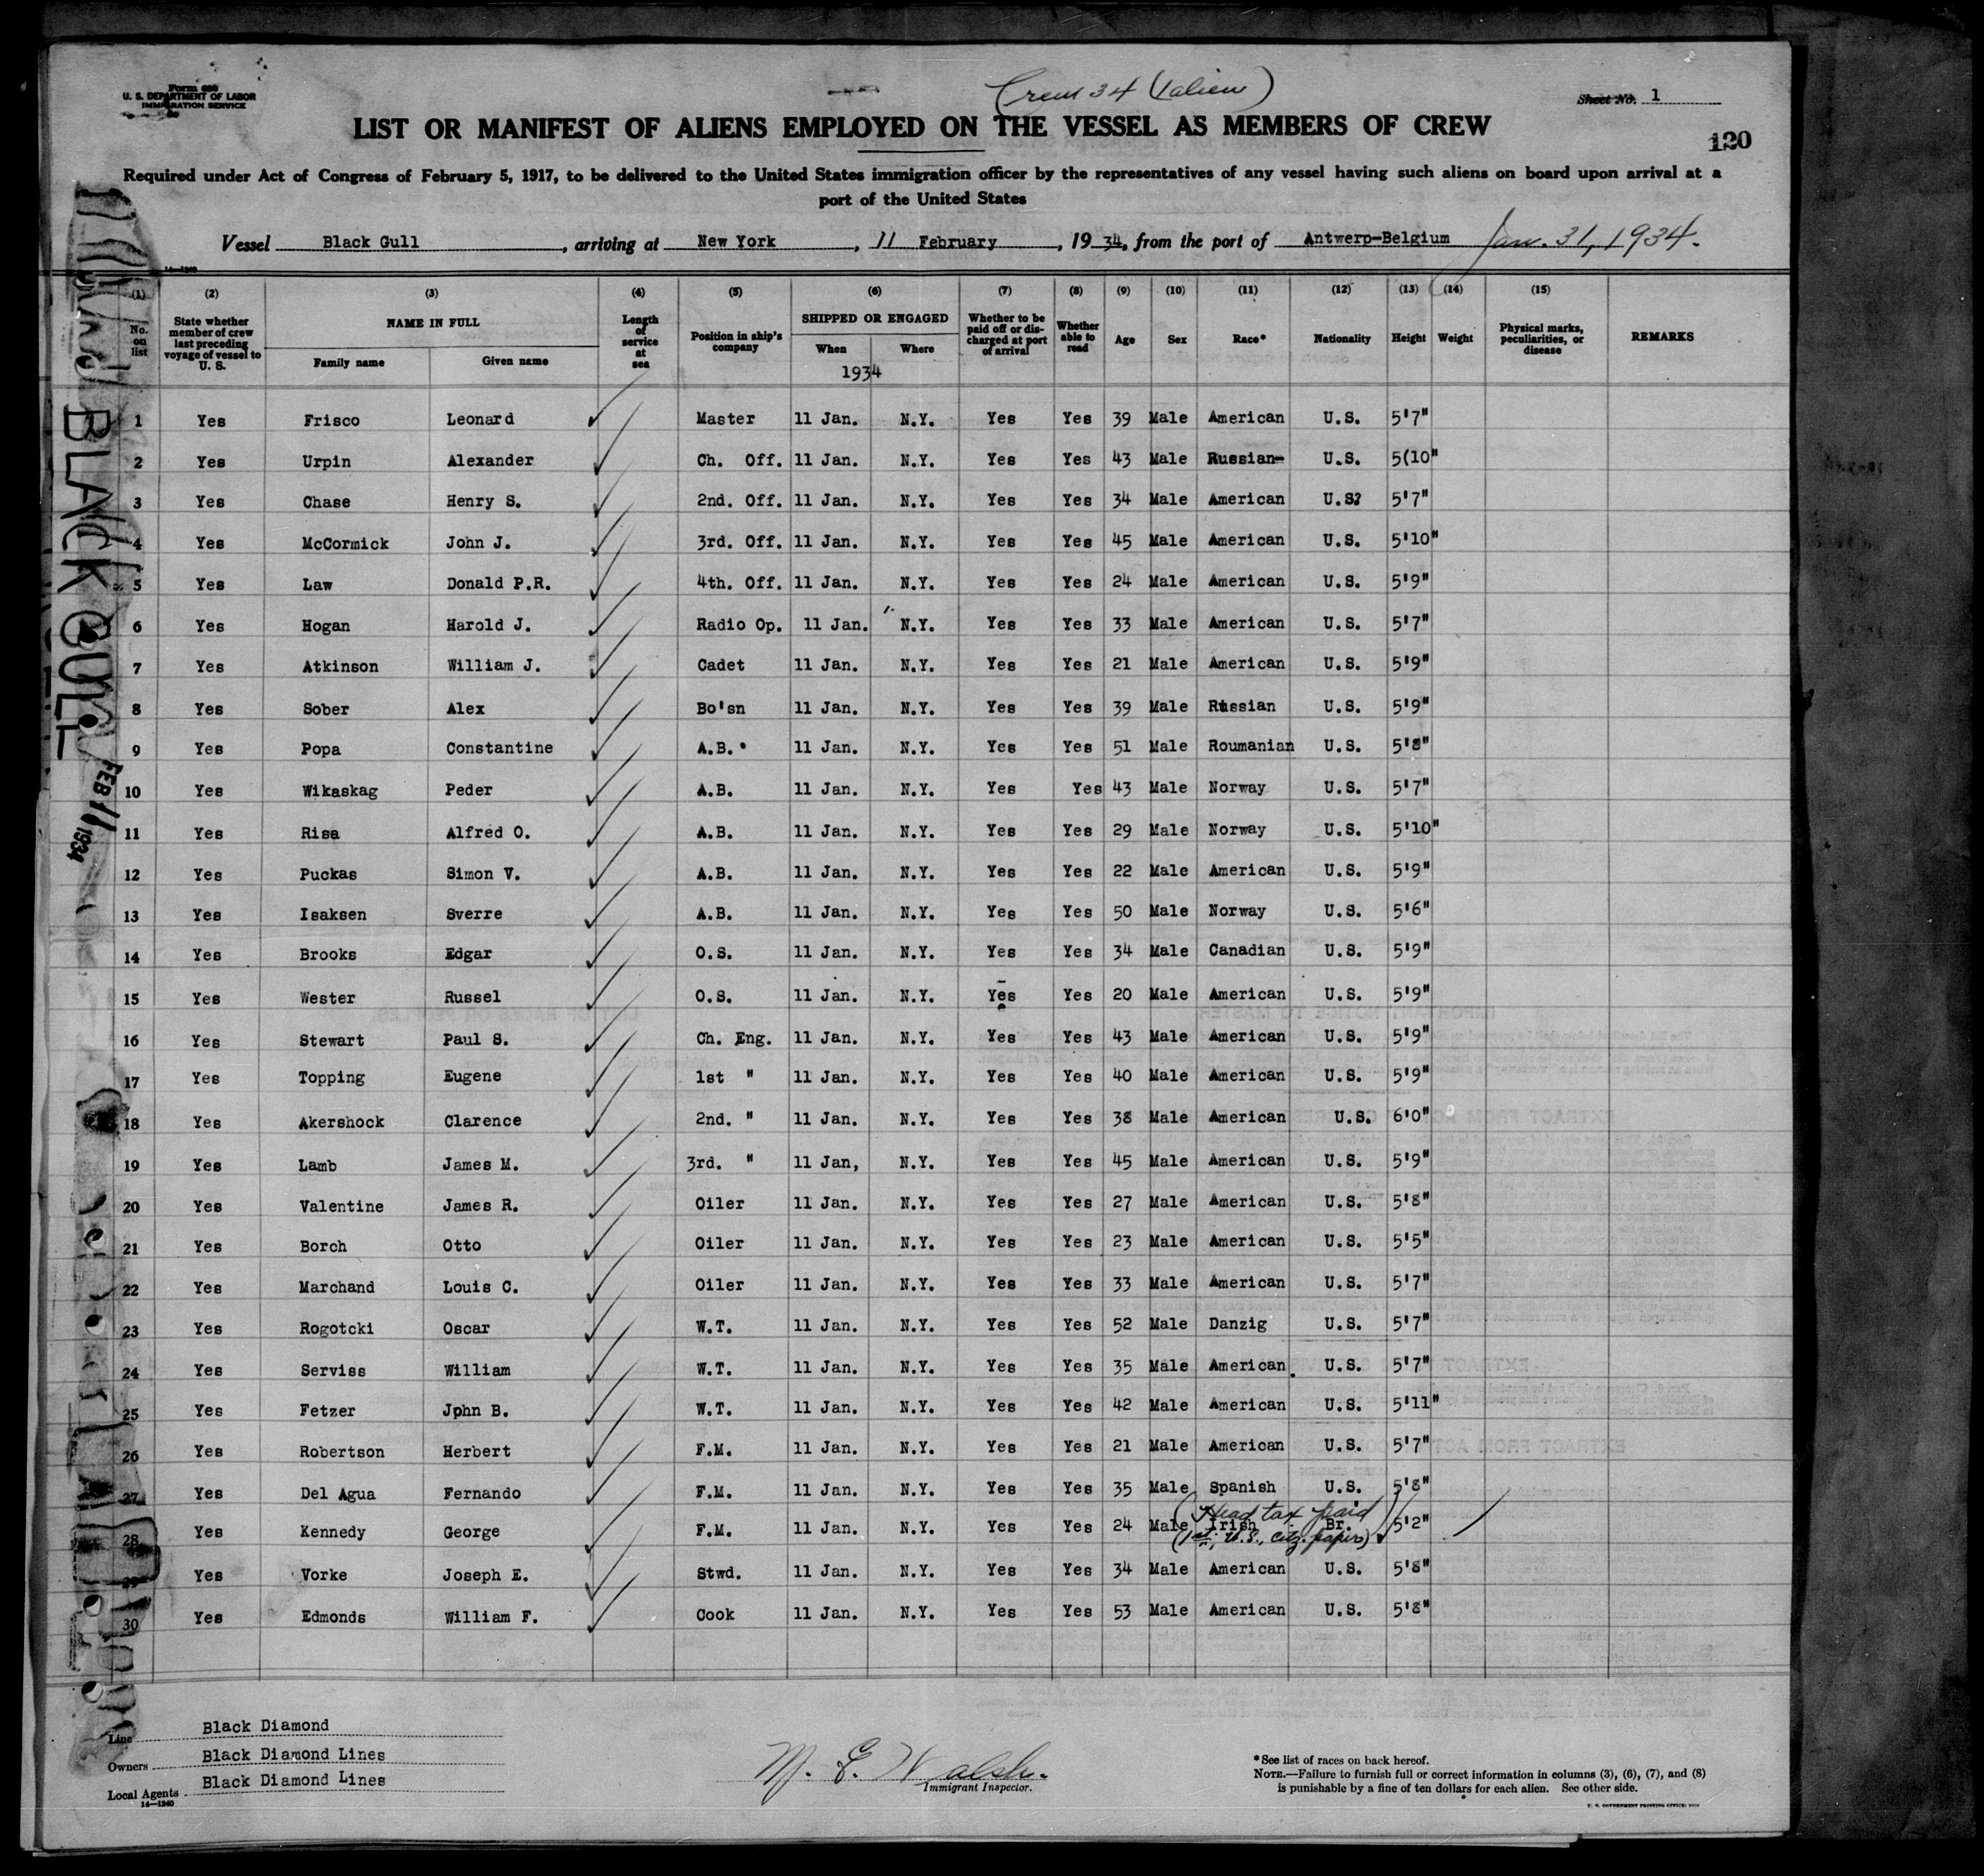 Form 680
U. S. DEPARTMENT OF LABOR
IMMIGRATION SERVICE
Crew 34 (1 alien)
Sheet No. 1
LIST OR MANIFEST OF ALIENS EMPLOYED ON THE VESSEL AS MEMBERS OF CREW
120
Required under Act of Congress of February 5, 1917, to be delivered to the United States immigration officer by the representatives of any vessel having such aliens on board upon arrival at a
port of the United States
Vessel Black Gull, arriving at New York, 11 February, 1934, from the port of Antwerp-Belgium Jan. 31, 1934.
14—1240
(1) (2) (3) (4) (5) (6) (7) (8) (9) (10) (11) (12) (13) (14) (15)
No. on list State whether member of crew last preceding voyage of vessel to U. S. NAME IN FULL Family name Given name Length of service at sea Position in ship's company SHIPPED OR ENGAGED When Where Whether to be paid off or discharged at port of arrival Whether able to read Age Sex Race* Nationality Height Weight Physical marks, peculiarities, or disease REMARKS
1934
1 Yes Frisco Leonard Master 11 Jan. N.Y. Yes Yes 39 Male American U.S. 5'7"
2 Yes Urpin Alexander Ch. Off. 11 Jan. N.Y. Yes Yes 43 Male Russian- U.S. 5(10"
3 Yes Chase Henry S. 2nd. Off. 11 Jan. N.Y. Yes Yes 34 Male American U.S? 5'7"
4 Yes McCormick John J. 3rd. Off. 11 Jan. N.Y. Yes Yes 45 Male American U.S. 5'10"
5 Yes Law Donald P.R. 4th. Off. 11 Jan. N.Y. Yes Yes 24 Male American U.S. 5'9"
6 Yes Hogan Harold J. Radio Op. 11 Jan. N.Y. Yes Yes 33 Male American U.S. 5'7"
7 Yes Atkinson William J. Cadet 11 Jan. N.Y. Yes Yes 21 Male American U.S. 5'9"
8 Yes Sober Alex Bo'sn 11 Jan. N.Y. Yes Yes 39 Male Russian U.S. 5'9"
9 Yes Popa Constantine A.B. 11 Jan. N.Y. Yes Yes 51 Male Roumanian U.S. 5'8"
10 Yes Wikaskag Peder A.B. 11 Jan. N.Y. Yes Yes 43 Male Norway U.S. 5'7"
11 Yes Risa Alfred O. A.B. 11 Jan. N.Y. Yes Yes 29 Male Norway U.S. 5'10"
12 Yes Puckas Simon V. A.B. 11 Jan. N.Y. Yes Yes 22 Male American U.S. 5'9"
13 Yes Isaksen Sverre A.B. 11 Jan. N.Y. Yes Yes 50 Male Norway U.S. 5'6"
14 Yes Brooks Edgar O.S. 11 Jan. N.Y. Yes Yes 34 Male Canadian U.S. 5'9"
15 Yes Wester Russel O.S. 11 Jan. N.Y. Yes Yes 20 Male American U.S. 5'9"
16 Yes Stewart Paul S. Ch. Eng. 11 Jan. N.Y. Yes Yes 43 Male American U.S. 5'9"
17 Yes Topping Eugene 1st " 11 Jan. N.Y. Yes Yes 40 Male American U.S. 5'9"
18 Yes Akershock Clarence 2nd. " 11 Jan. N.Y. Yes Yes 38 Male American U.S. 6'0"
19 Yes Lamb James M. 3rd. " 11 Jan, N.Y. Yes Yes 45 Male American U.S. 5'9"
20 Yes Valentine James R. Oiler 11 Jan. N.Y. Yes Yes 27 Male American U.S. 5'8"
21 Yes Borch Otto Oiler 11 Jan. N.Y. Yes Yes 23 Male American U.S. 5'5"
22 Yes Marchand Louis C. Oiler 11 Jan. N.Y. Yes Yes 33 Male American U.S. 5'7"
23 Yes Rogotcki Oscar W.T. 11 Jan. N.Y. Yes Yes 52 Male Danzig U.S. 5'7"
24 Yes Serviss William W.T. 11 Jan. N.Y. Yes Yes 35 Male American U.S. 5'7"
25 Yes Fetzer Jphn B. W.T. 11 Jan. N.Y. Yes Yes 42 Male American U.S. 5'11"
26 Yes Robertson Herbert F.M. 11 Jan. N.Y. Yes Yes 21 Male American U.S. 5'7"
27 Yes Del Agua Fernando F.M. 11 Jan. N.Y. Yes Yes 35 Male Spanish U.S. 5'8"
(Head tax paid)
28 Yes Kennedy George F.M. 11 Jan. N.Y. Yes Yes 24 Male Irish Br. 5'2"
(1st U.S. citz. papers)
29 Yes Vorke Joseph E. Stwd. 11 Jan. N.Y. Yes Yes 34 Male American U.S. 5'8"
30 Yes Edmonds William F. Cook 11 Jan. N.Y. Yes Yes 53 Male American U.S. 5'8"
BLACK GULL
FEB 11 1934
Line Black Diamond
Owners Black Diamond Lines
Local Agents Black Diamond Lines
14—1240
M. E. Walsh.
Immigrant Inspector.
*See list of races on back hereof.
NOTE.—Failure to furnish full or correct information in columns (3), (6), (7), and (8)
is punishable by a fine of ten dollars for each alien. See other side.